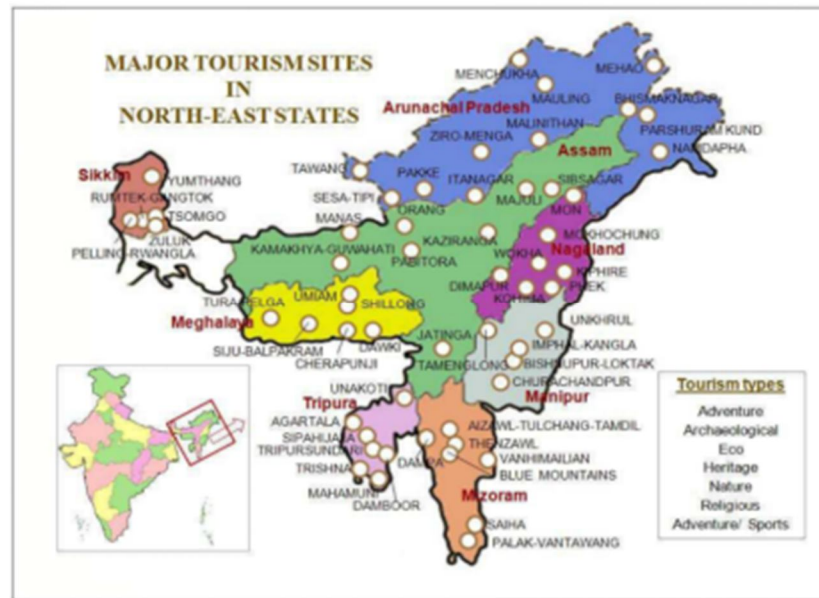 MAJOR TOURISM SITES
IN
NORTH-EAST STATES
MENCHUKHA
MEHAO
MAULING
BHISMAKNAGAR
Arunachal Pradesh
MALINITHAN
PARSHURAM KUND
ZIRO-MENGA
NAMDAPHA
Assam
TAWANG
PAKKE
ITANAGAR
SIBSAGAR
MAJULI
SESA-TIPI
MON
Sikkim
YUMTHANG
RUMTEK-GANGTOK
TSOMGO
ZULUK
PELLING-RWANGLA
ORANG
MANAS
KAZIRANGA
MOKHOCHUNG
KAMAKHYA-GUWAHATI
PABITORA
WOKHA
Nagaland
KIPHIRE
DIMAPUR
PHEK
KOHIMA
TURA-PELGA
UMIAM
SHILLONG
Meghalaya
SIJU-BALPAKRAM
DAWKI
CHERAPUNJI
JATINGA
UNKHRUL
IMPHAL-KANGLA
TAMENGLONG
BISHNUPUR-LOKTAK
CHURACHANDPUR
Manipur
UNAKOTI
Tripura
AGARTALA
SIPAHIJALA
TRIPURSUNDARI
TRISHNA
MAHAMUNI
DAMBOOR
AIZAWL-TULCHANG-TAMDIL
THENZAWL
DAMPA
VANHIMAILIAN
BLUE MOUNTAINS
Mizoram
SAIHA
PALAK-VANTAWANG
Tourism types
Adventure
Archaeological
Eco
Heritage
Nature
Religious
Adventure/ Sports